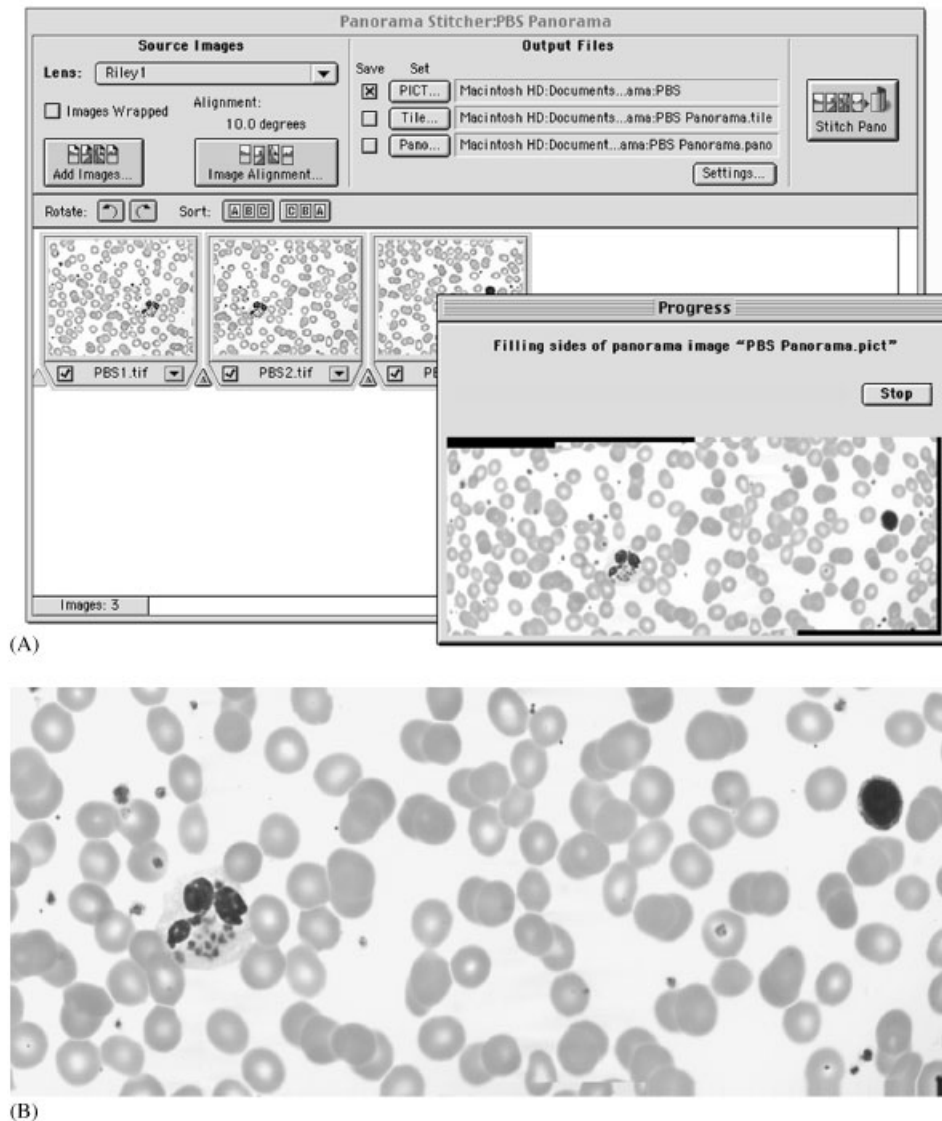 Panorama Stitcher:PBS Panorama
Source Images
Lens: Riley1
Images Wrapped
Alignment:
10.0 degrees
Add Images...
Image Alignment...
Output Files
Save Set
PICT... Macintosh HD:Documents...ama:PBS
Tile... Macintosh HD:Documents...ama:PBS Panorama.tile
Pano... Macintosh HD:Document...ama:PBS Panorama.pano
Settings...
Stitch Pano
Rotate: Sort: ABC CBA
PBS1.tif
PBS2.tif
PB
Progress
Filling sides of panorama image “PBS Panorama.pict”
Stop
Images: 3
(A)
(B)